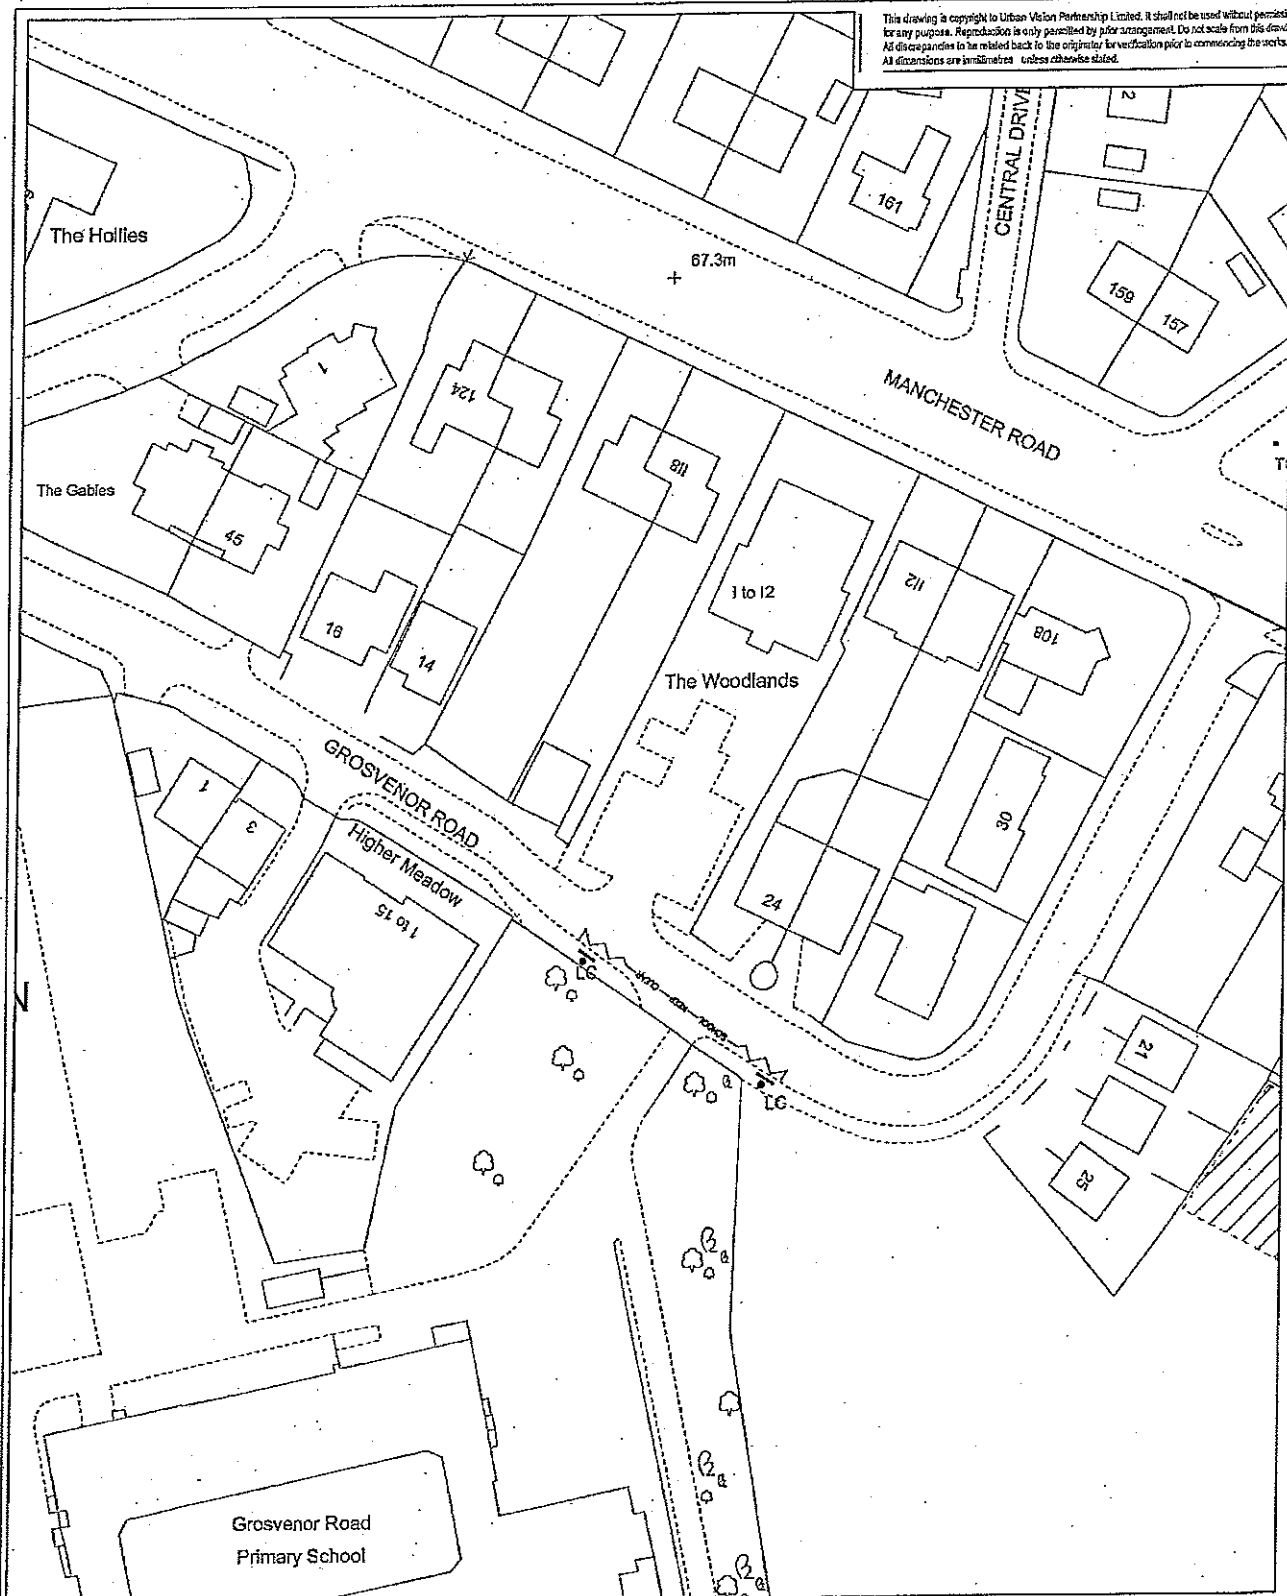 This drawing is copyright to Urban Vision Partnership Limited. It shall not be used without
for any purpose. Reproduction is only permitted by prior arrangement. Do not scale from this
All discrepancies to be related back to the originator for verification prior to commencing the works.
All dimensions are in millimetres unless otherwise stated.
CENTRAL DRIVE
2
161
The Hollies
67.3m
159
157
MANCHESTER ROAD
1
124
118
The Gables
45
1 to 12
112
108
16
14
The Woodlands
GROSVENOR ROAD
1
3
Higher Meadow
1 to 15
30
24
LC
SCHOOL KEEP CLEAR
LC
21
25
N
Grosvenor Road
Primary School